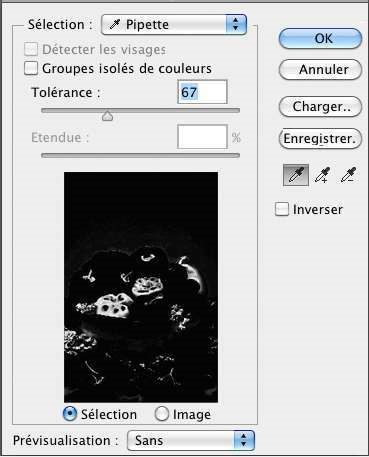 Sélection : Pipette
OK
Détecter les visages
Groupes isolés de couleurs
Annuler
Tolérance : 67
Charger..
Etendue : %
Enregistrer.
Inverser
Sélection Image
Prévisualisation : Sans